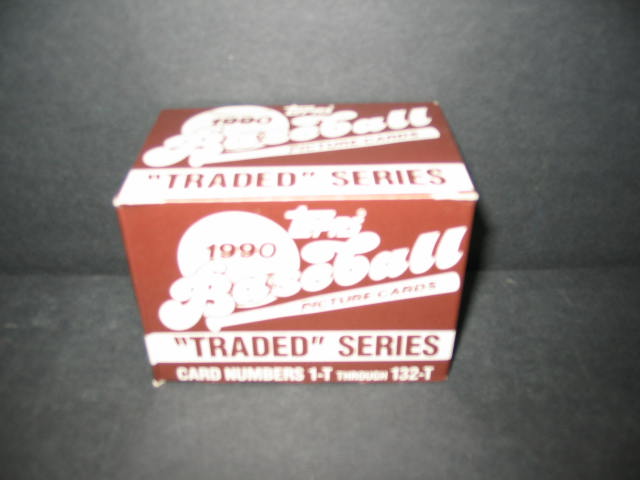 1990
Topps
Baseball
PICTURE CARDS
"TRADED" SERIES
1990
Topps
Baseball
PICTURE CARDS
"TRADED" SERIES
CARD NUMBERS 1-T THROUGH 132-T